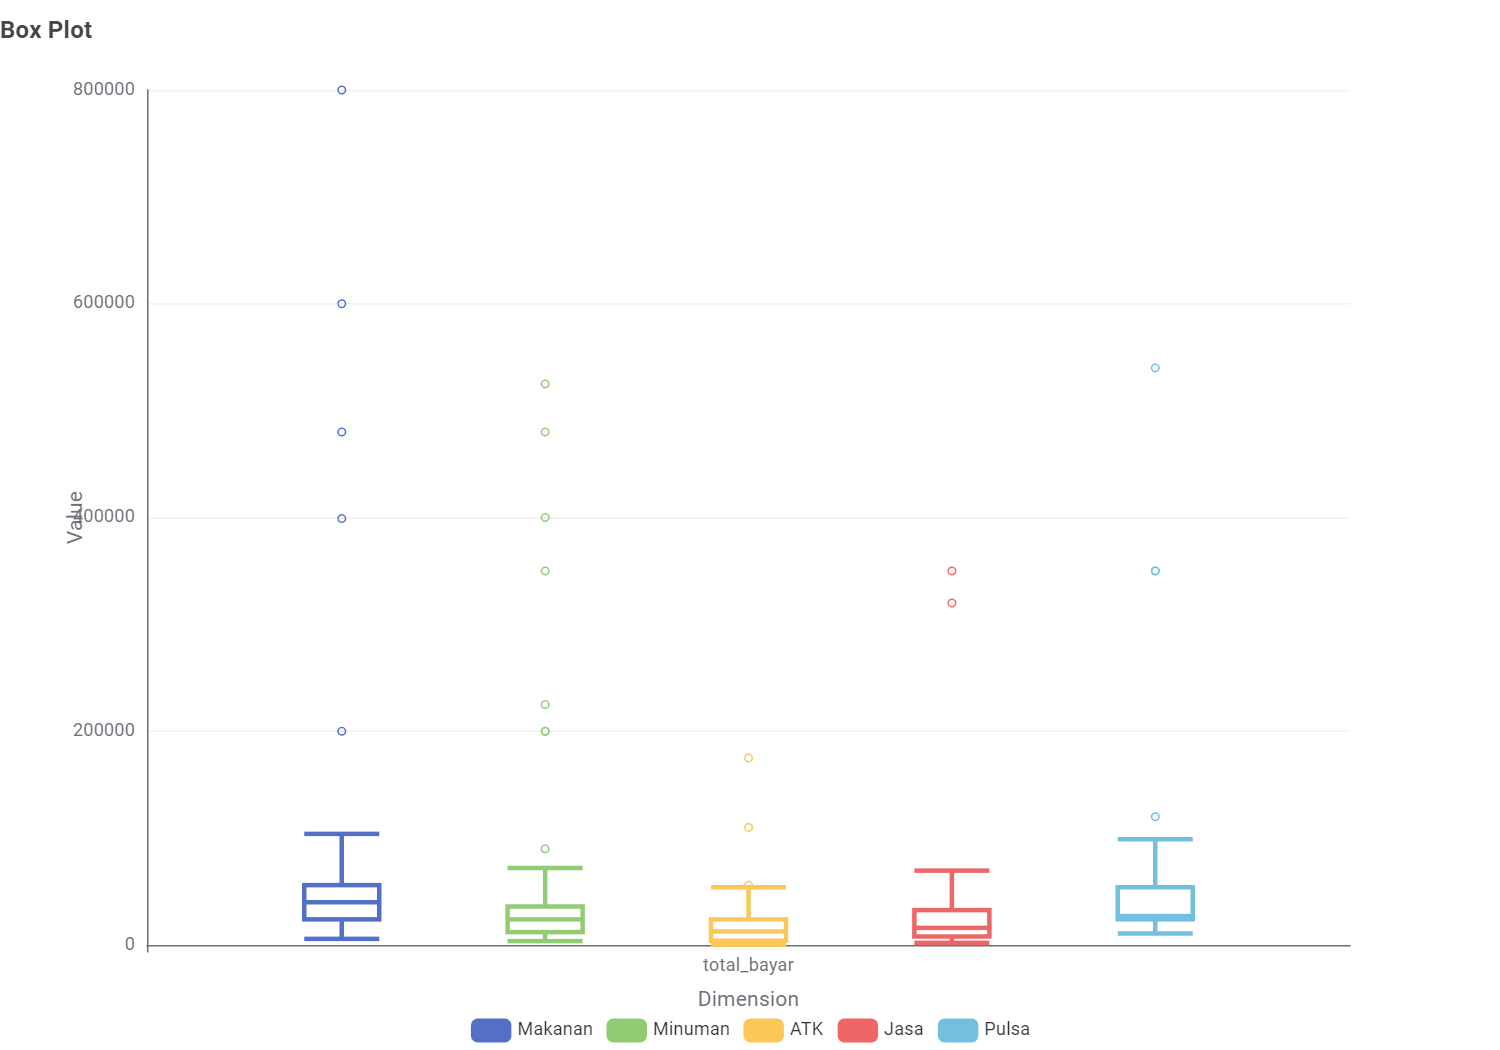 Box Plot
800000
600000
400000
200000
0
Value
total_bayar
Dimension
Makanan Minuman ATK Jasa Pulsa